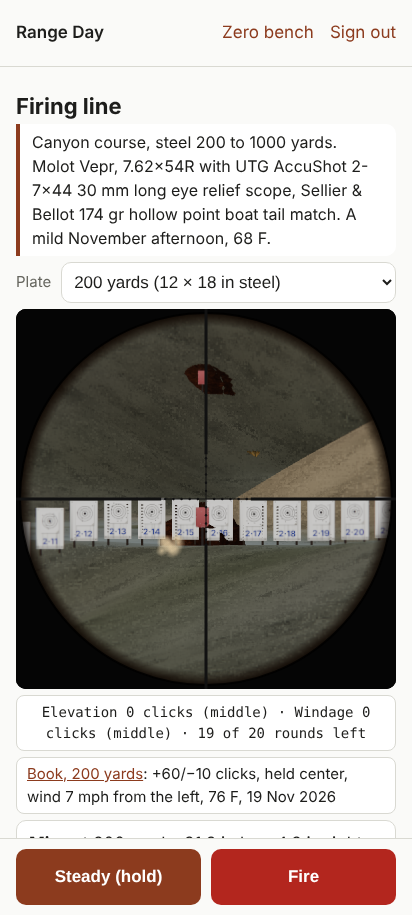 Range Day
Zero bench
Sign out
Firing line
Canyon course, steel 200 to 1000 yards.
Molot Vepr, 7.62×54R with UTG AccuShot 2-
7×44 30 mm long eye relief scope, Sellier &
Bellot 174 gr hollow point boat tail match. A
mild November afternoon, 68 F.
Plate
200 yards (12 × 18 in steel)
2-11
2-12
2-13
2-14
2-15
2-16
2-17
2-18
2-19
2-20
Elevation 0 clicks (middle) · Windage 0
clicks (middle) · 19 of 20 rounds left
Book, 200 yards: +60/−10 clicks, held center,
wind 7 mph from the left, 76 F, 19 Nov 2026
Steady (hold)
Fire